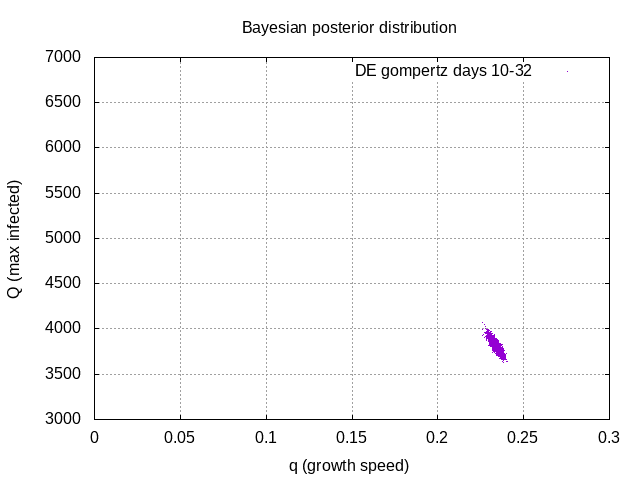 Bayesian posterior distribution
7000
6500
6000
5500
5000
4500
4000
3500
3000
Q (max infected)
DE gompertz days 10-32
0 0.05 0.1 0.15 0.2 0.25 0.3
q (growth speed)